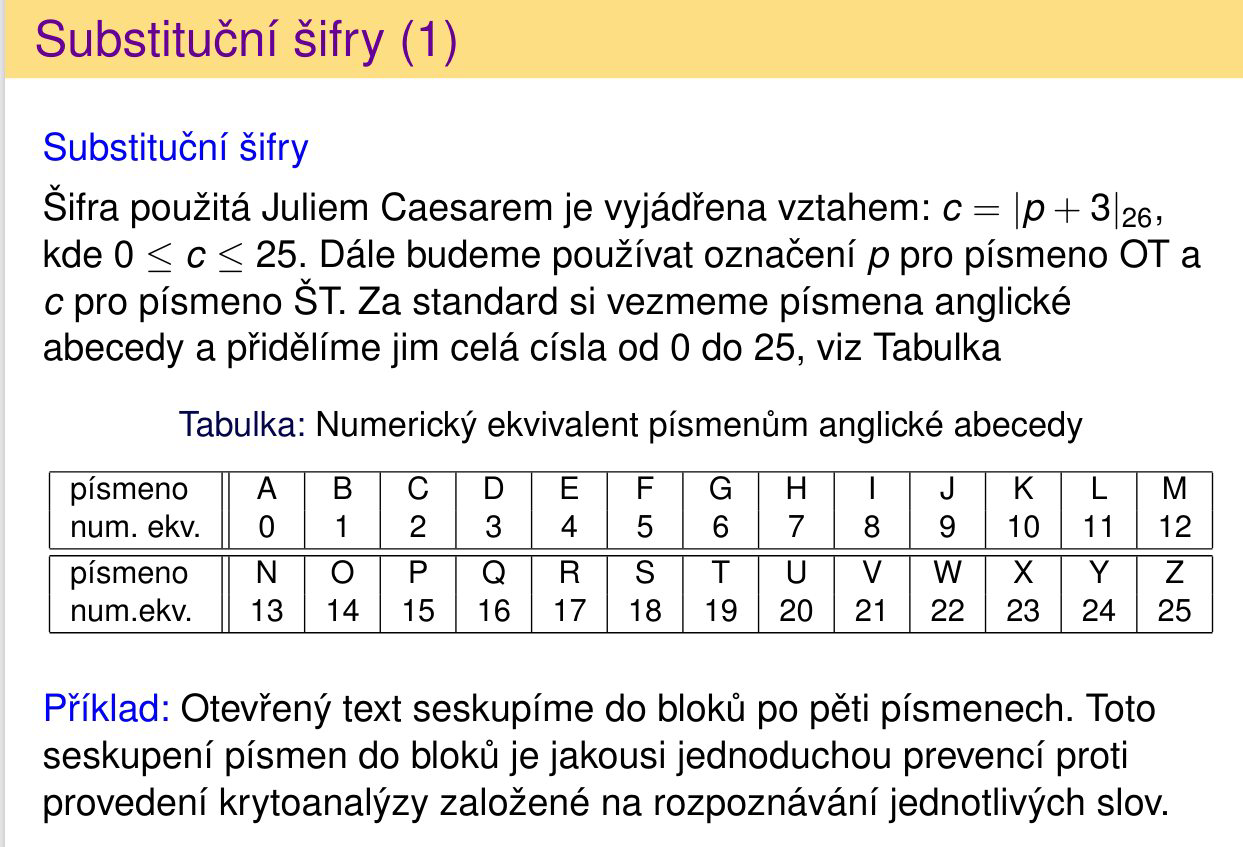 Substituční šifry (1)
Substituční šifry
Šifra použitá Juliem Caesarem je vyjádřena vztahem: c = |p + 3|₂₆,
kde 0 ≤ c ≤ 25. Dále budeme používat označení p pro písmeno OT a
c pro písmeno ŠT. Za standard si vezmeme písmena anglické
abecedy a přidělíme jim celá císla od 0 do 25, viz Tabulka
Tabulka: Numerický ekvivalent písmenům anglické abecedy
písmeno A B C D E F G H I J K L M
num. ekv. 0 1 2 3 4 5 6 7 8 9 10 11 12
písmeno N O P Q R S T U V W X Y Z
num.ekv. 13 14 15 16 17 18 19 20 21 22 23 24 25
Příklad: Otevřený text seskupíme do bloků po pěti písmenech. Toto
seskupení písmen do bloků je jakousi jednoduchou prevencí proti
provedení krytoanalýzy založené na rozpoznávání jednotlivých slov.